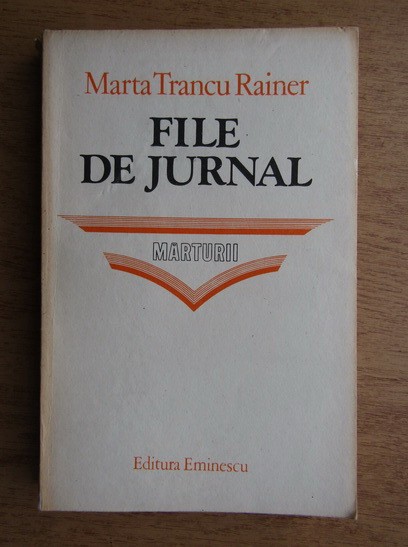 Marta Trancu Rainer
FILE
DE JURNAL
MĂRTURII
Editura Eminescu